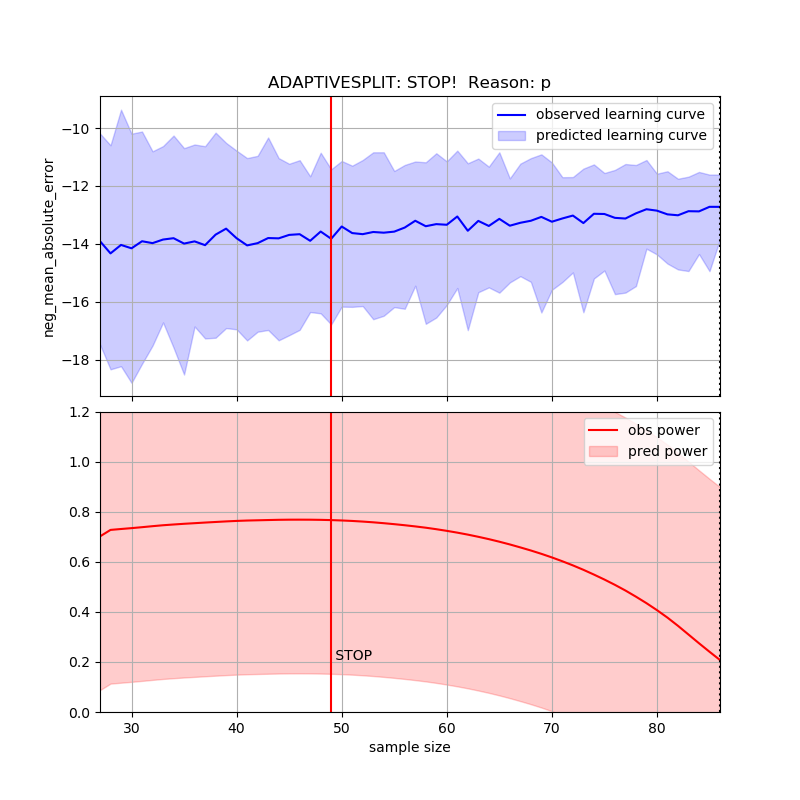 ADAPTIVESPLIT: STOP!  Reason: p
observed learning curve
predicted learning curve
neg_mean_absolute_error
−10
−12
−14
−16
−18
obs power
pred power
1.2
1.0
0.8
0.6
0.4
0.2
0.0
STOP
30
40
50
60
70
80
sample size